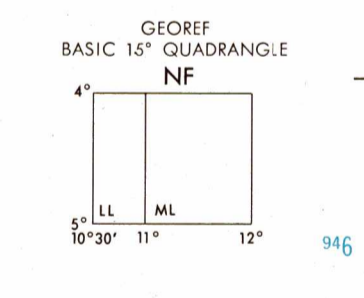 GEOREF
BASIC 15° QUADRANGLE
NF
4°
LL ML
5°
10°30′ 11° 12°
946